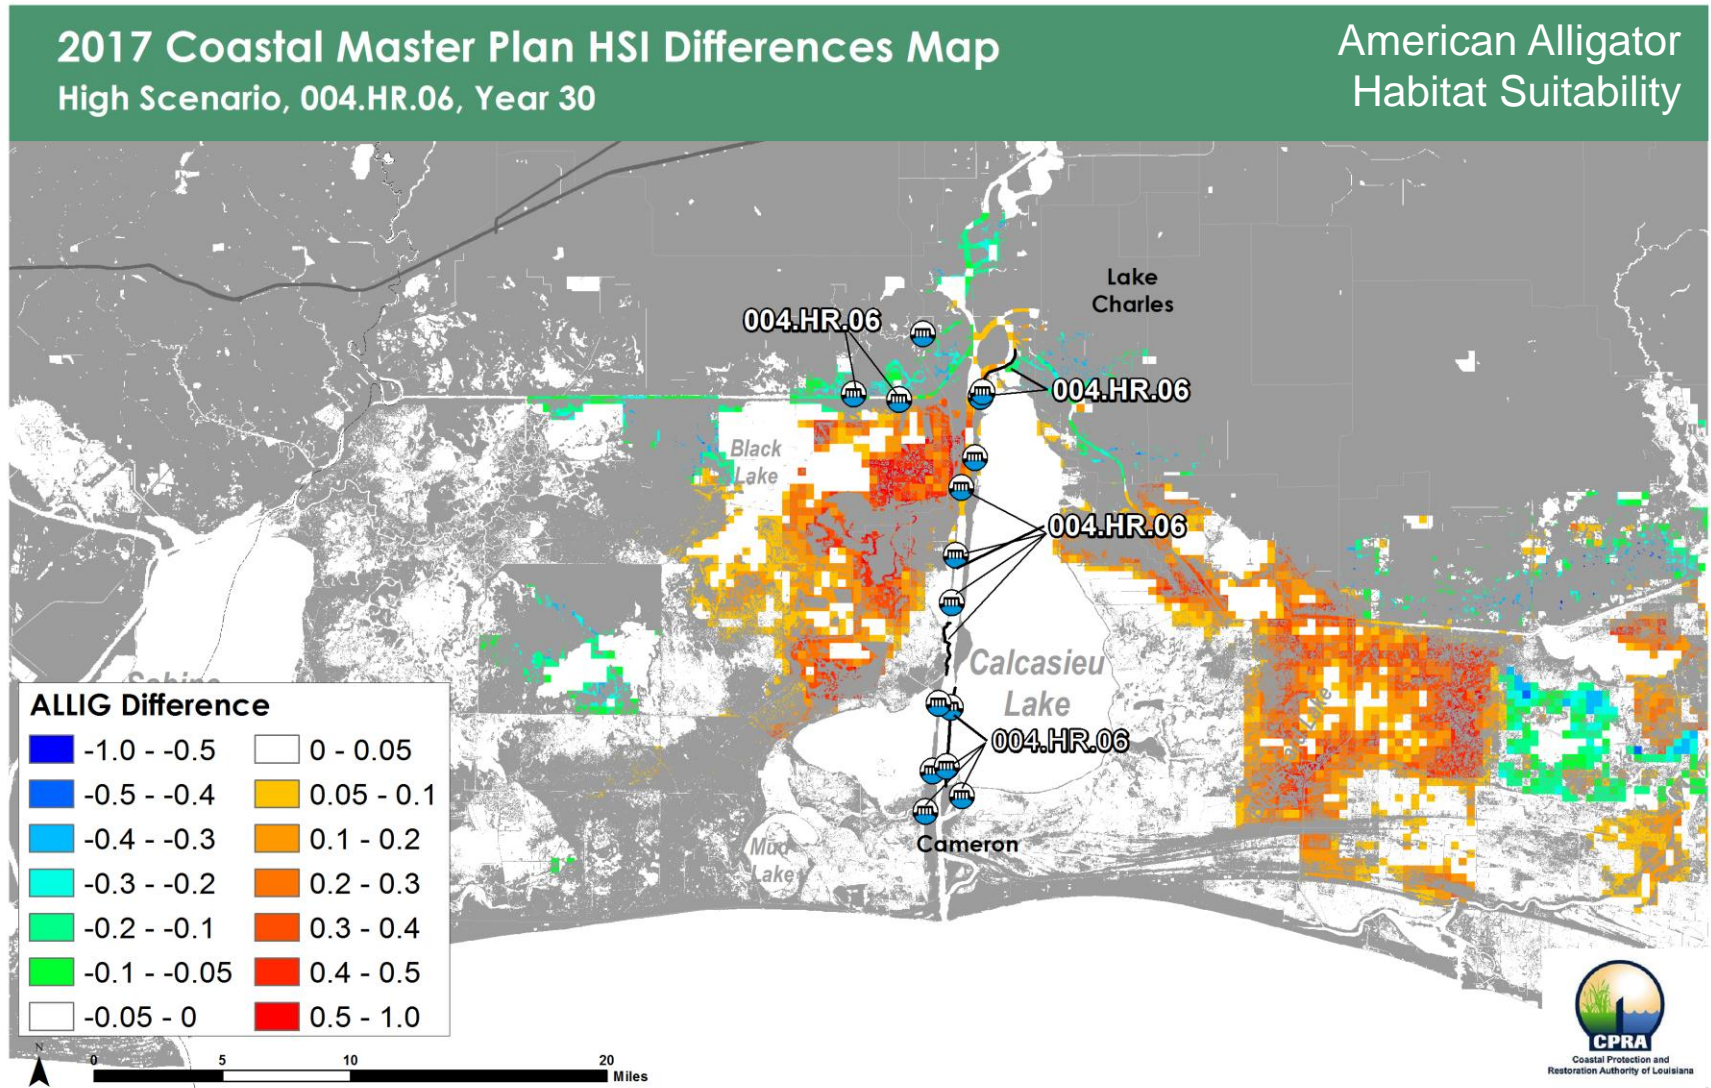 2017 Coastal Master Plan HSI Differences Map
High Scenario, 004.HR.06, Year 30
American Alligator
Habitat Suitability
Lake
Charles
004.HR.06
004.HR.06
Black
Lake
004.HR.06
Calcasieu
Lake
Sabine
Lake
004.HR.06
Cameron
Mud
Lake
ALLIG Difference
-1.0 - -0.5
-0.5 - -0.4
-0.4 - -0.3
-0.3 - -0.2
-0.2 - -0.1
-0.1 - -0.05
-0.05 - 0
0 - 0.05
0.05 - 0.1
0.1 - 0.2
0.2 - 0.3
0.3 - 0.4
0.4 - 0.5
0.5 - 1.0
N
0 5 10 20
Miles
CPRA
Coastal Protection and
Restoration Authority of Louisiana